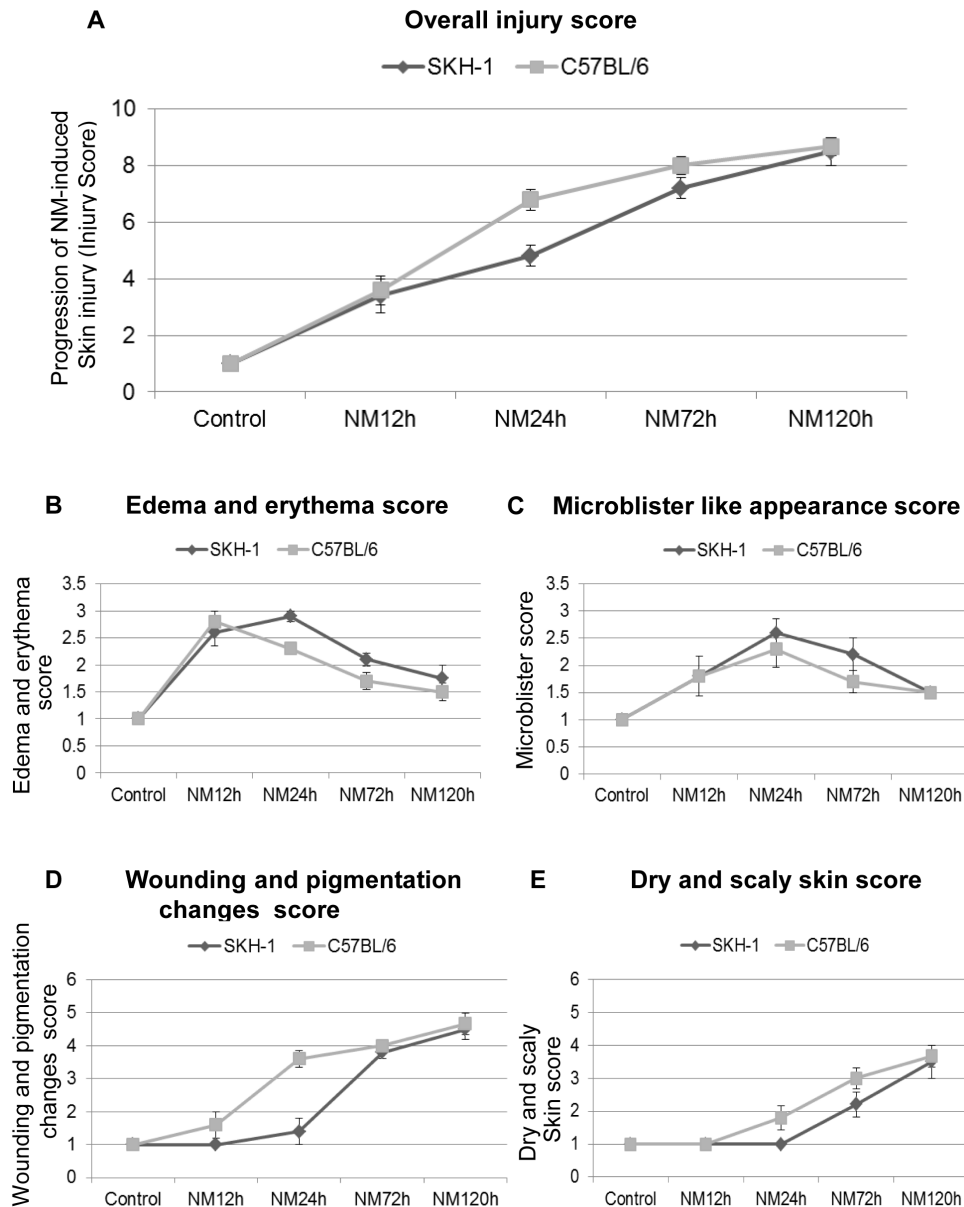 A Overall injury score
SKH-1 C57BL/6
Progression of NM-induced
Skin injury (Injury Score)
10
8
6
4
2
0
Control NM12h NM24h NM72h NM120h
B Edema and erythema score
SKH-1 C57BL/6
Edema and erythema
score
3.5
3
2.5
2
1.5
1
0.5
0
Control NM12h NM24h NM72h NM120h
C Microblister like appearance score
SKH-1 C57BL/6
Microblister score
3.5
3
2.5
2
1.5
1
0.5
0
Control NM12h NM24h NM72h NM120h
D Wounding and pigmentation
changes score
SKH-1 C57BL/6
Wounding and pigmentation
changes score
6
5
4
3
2
1
0
Control NM12h NM24h NM72h NM120h
E Dry and scaly skin score
SKH-1 C57BL/6
Dry and scaly
Skin score
6
5
4
3
2
1
0
Control NM12h NM24h NM72h NM120h